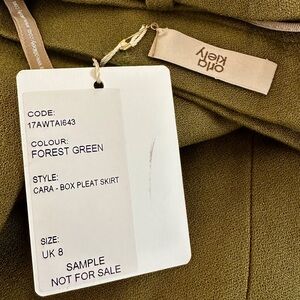 orla
kiely
CODE:
17AWTAI643
COLOUR:
FOREST GREEN
STYLE:
CARA - BOX PLEAT SKIRT
SIZE:
UK 8
SAMPLE
NOT FOR SALE